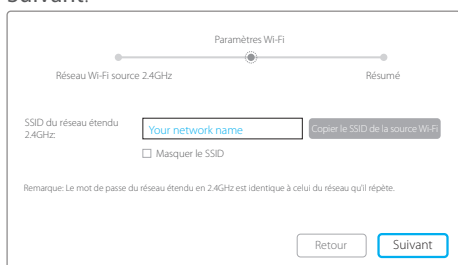 Suivant.
Paramètres Wi-Fi
Réseau Wi-Fi source 2.4GHz
Résumé
SSID du réseau étendu
2.4GHz:
Your network name
Copier le SSID de la source Wi-Fi
Masquer le SSID
Remarque: Le mot de passe du réseau étendu en 2.4GHz est identique à celui du réseau qu'il répète.
Retour
Suivant